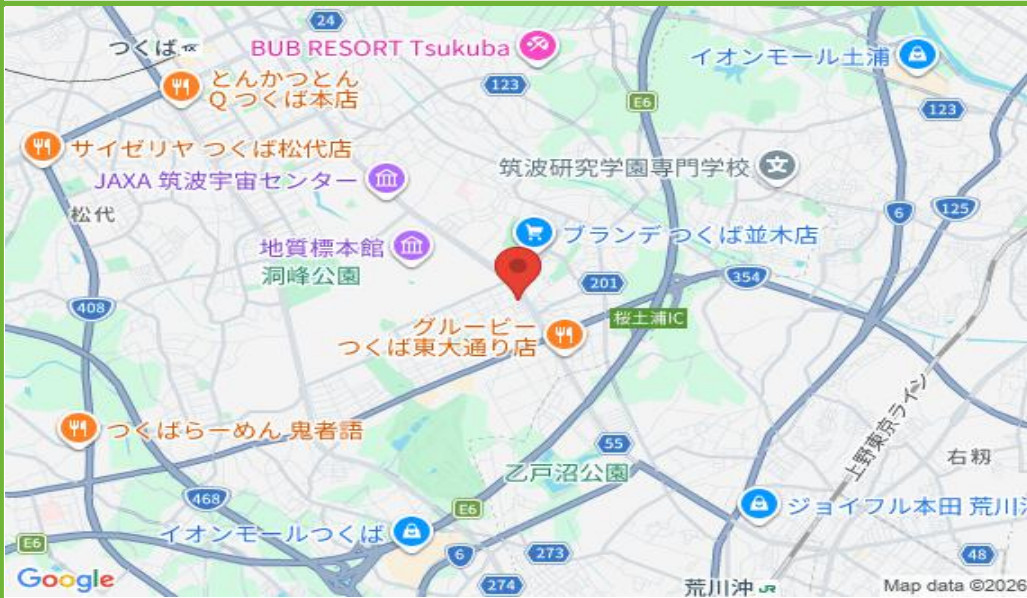 24
つくば
BUB RESORT Tsukuba
イオンモール土浦
とんかつとん
Q つくば本店
123
E6
123
サイゼリヤ つくば松代店
筑波研究学園専門学校
文
JAXA 筑波宇宙センター
松代
6
125
ブランデ つくば並木店
地質標本館
洞峰公園
201
354
408
桜土浦IC
グルービー
つくば東大通り店
上野東京ライン
つくばらーめん 鬼者語
55
右籾
乙戸沼公園
468
E6
ジョイフル本田 荒川沖
イオンモールつくば
E6
6
273
48
Google
274
荒川沖 JR
Map data ©2026